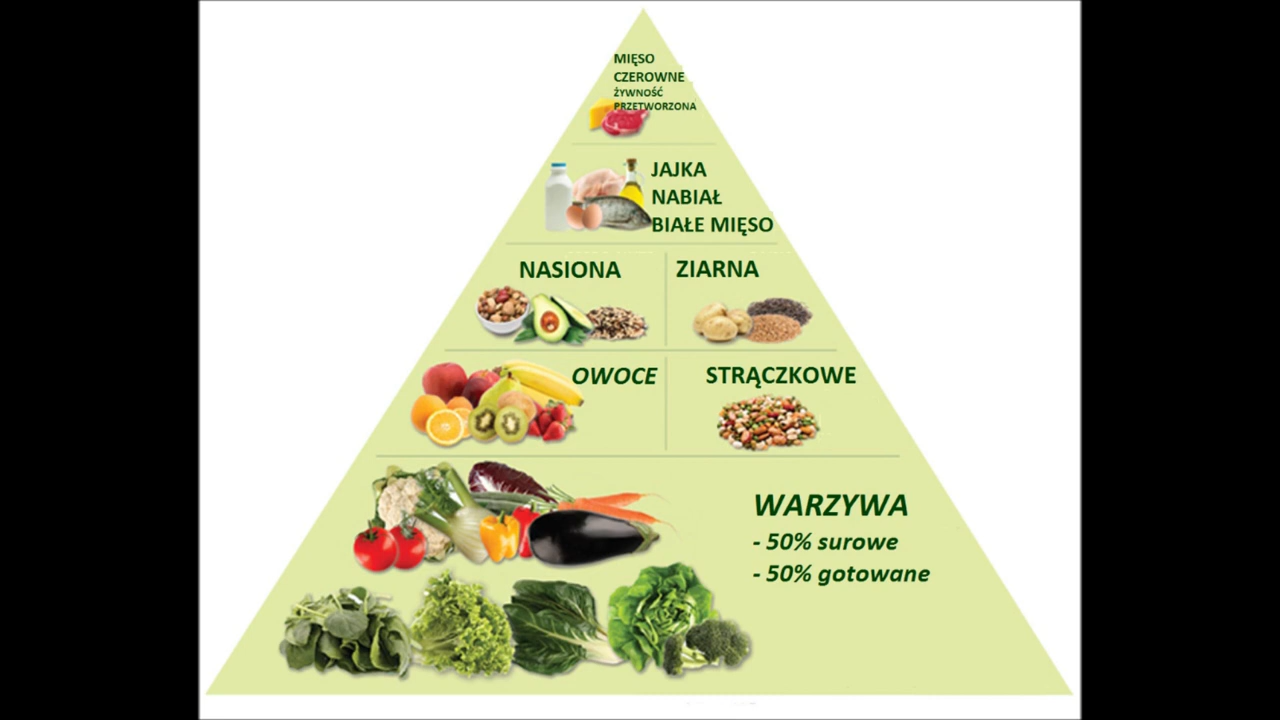 MIĘSO
CZEROWNE
ŻYWNOŚĆ
PRZETWORZONA
JAJKA
NABIAŁ
BIAŁE MIĘSO
NASIONA
ZIARNA
OWOCE
STRĄCZKOWE
WARZYWA
- 50% surowe
- 50% gotowane